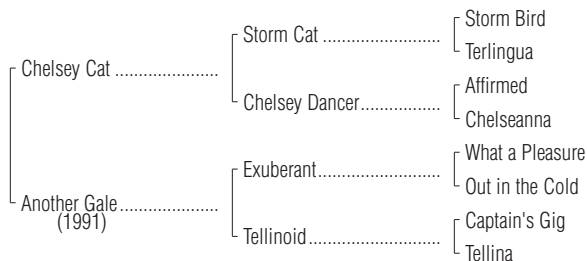 Storm Bird
Storm Cat ........................
Terlingua
Chelsey Cat .....................
Affirmed
Chelsey Dancer................
Chelseanna
What a Pleasure
Exuberant.........................
Out in the Cold
Another Gale....................
(1991)
Captain's Gig
Tellinoid...........................
Tellina